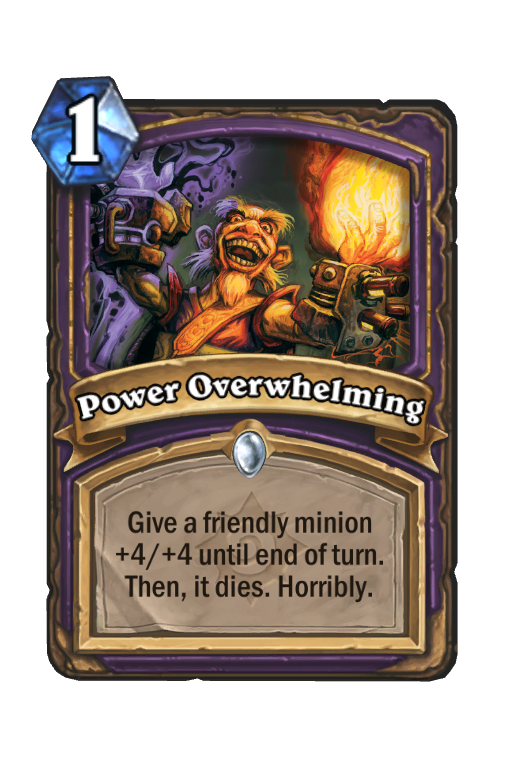 1
Power Overwhelming
Give a friendly minion
+4/+4 until end of turn.
Then, it dies. Horribly.